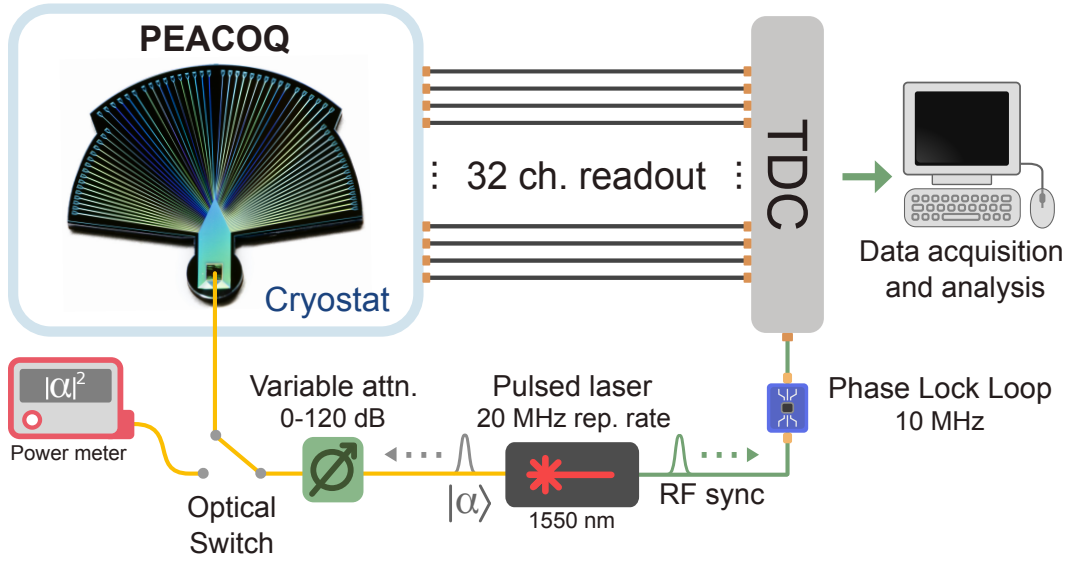 PEACOQ
Cryostat
32 ch. readout
TDC
Data acquisition
and analysis
|α|²
Power meter
Optical
Switch
Variable attn.
0-120 dB
|α⟩
Pulsed laser
20 MHz rep. rate
1550 nm
RF sync
Phase Lock Loop
10 MHz